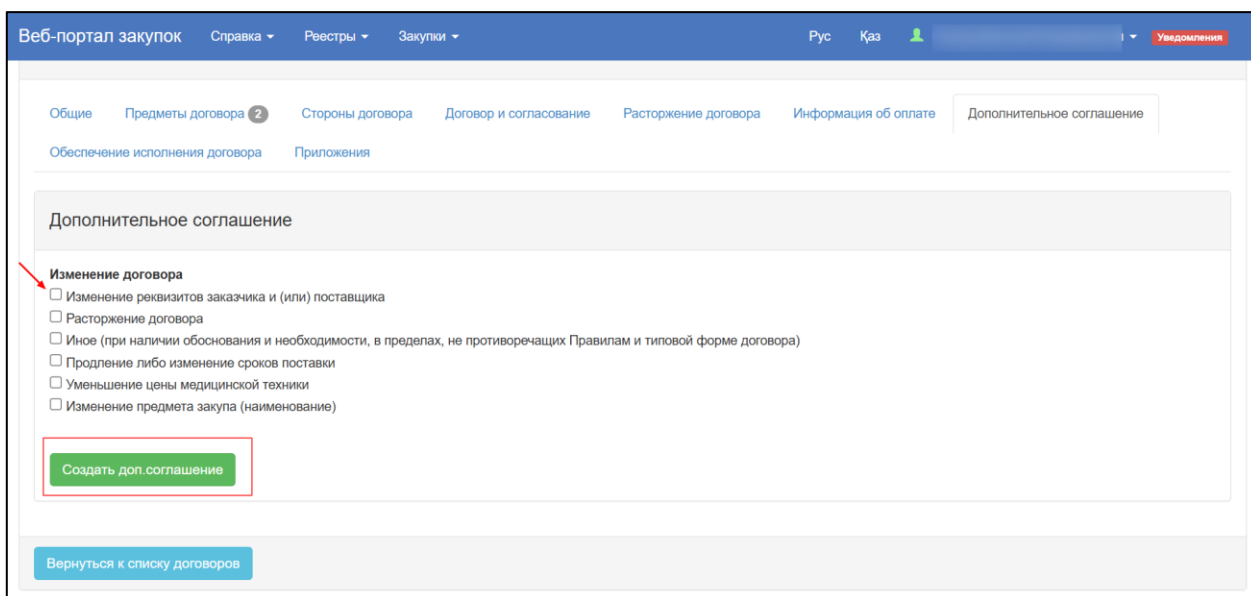 Веб-портал закупок Справка Реестры Закупки Рус Қаз Уведомления
Общие Предметы договора 2 Стороны договора Договор и согласование Расторжение договора Информация об оплате Дополнительное соглашение
Обеспечение исполнения договора Приложения
Дополнительное соглашение
Изменение договора
Изменение реквизитов заказчика и (или) поставщика
Расторжение договора
Иное (при наличии обоснования и необходимости, в пределах, не противоречащих Правилам и типовой форме договора)
Продление либо изменение сроков поставки
Уменьшение цены медицинской техники
Изменение предмета закупа (наименование)
Создать доп.соглашение
Вернуться к списку договоров